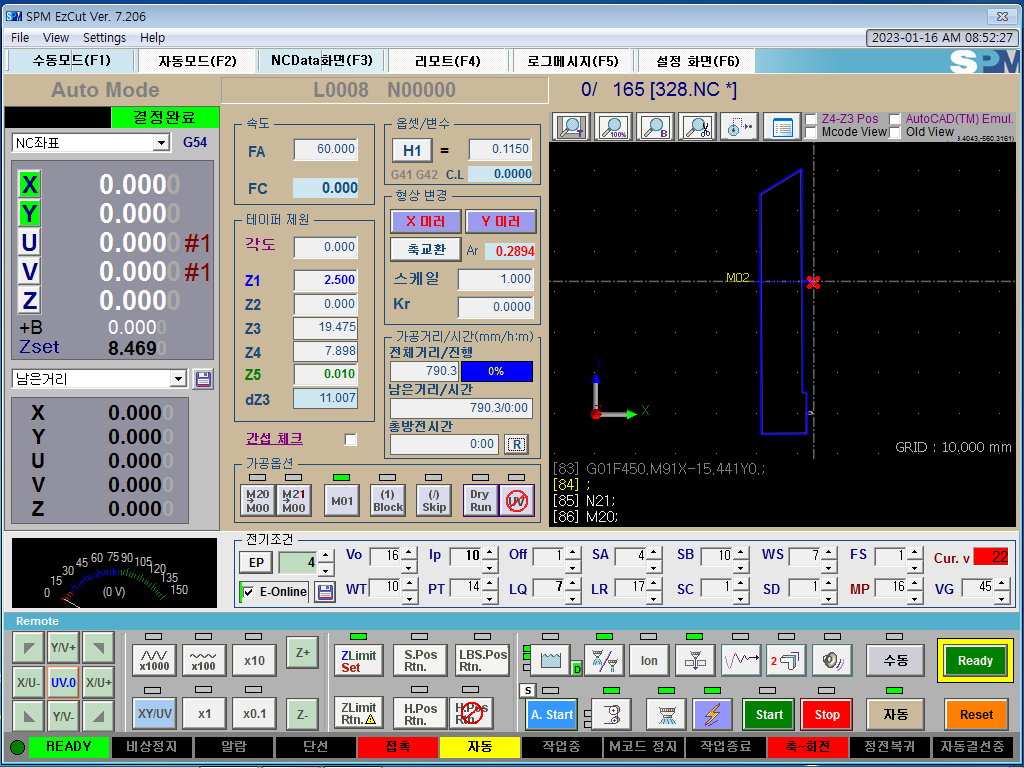 SPM SPM EzCut Ver. 7.206
File View Settings Help
2023-01-16 AM 08:52:27
수동모드(F1) 자동모드(F2) NCData화면(F3) 리모트(F4) 로그메시지(F5) 설정 화면(F6) SPM
Auto Mode L0008 N00000 0/ 165 [328.NC *]
결정완료
NC좌표 G54
X 0.0000
Y 0.0000
U 0.0000 #1
V 0.0000 #1
Z 0.0000
+B 0.0000
Zset 8.4690
남은거리
X 0.0000
Y 0.0000
U 0.0000
V 0.0000
Z 0.0000
속도
FA 60.000
FC 0.000
테이퍼 제원
각도 0.000
Z1 2.500
Z2 0.000
Z3 19.475
Z4 7.898
Z5 0.010
dZ3 11.007
간섭 체크
옵셋/변수
H1 = 0.1150
G41 G42 C.L 0.0000
형상 변경
X 미러 Y 미러
축교환 Ar 0.2894
스케일 1.000
Kr 0.0000
가공거리/시간(mm/h:m)
전체거리/진행
790.3 0%
남은거리/시간
790.3/0:00
총방전시간
0:00 R
가공옵션
M20 M00 M21 M00 M01 (1) Block (/) Skip Dry Run UV
T 100% B
Z4-Z3 Pos AutoCAD(TM) Emul.
Mcode View Old View
M02
Y
X
GRID : 10,000 mm
[83] G01F450,M91X-15,441Y0,;
[84] ;
[85] N21;
[86] M20;
0 15 30 45 60 75 90 105 120 135 150
(0 V)
전기조건
EP 4 Vo 16 Ip 10 Off 1 SA 4 SB 10 WS 7 FS 1 Cur. v 22
E-Online WT 10 PT 14 LQ 7 LR 17 SC 1 SD 1 MP 16 VG 45
Remote
Y/V+
X/U- UV.0 X/U+
Y/V-
x1000 x100 x10 Z+
XY/UV x1 x0.1 Z-
ZLimit Set S.Pos Rtn. LBS.Pos Rtn.
ZLimit Rtn. H.Pos Rtn. H.Pos Rtn.
D Ion 2 수동 Ready
S A. Start Start Stop 자동 Reset
READY 비상정지 알람 단선 접촉 자동 작업중 M코드 정지 작업종료 축-회전 정전복귀 자동결선중